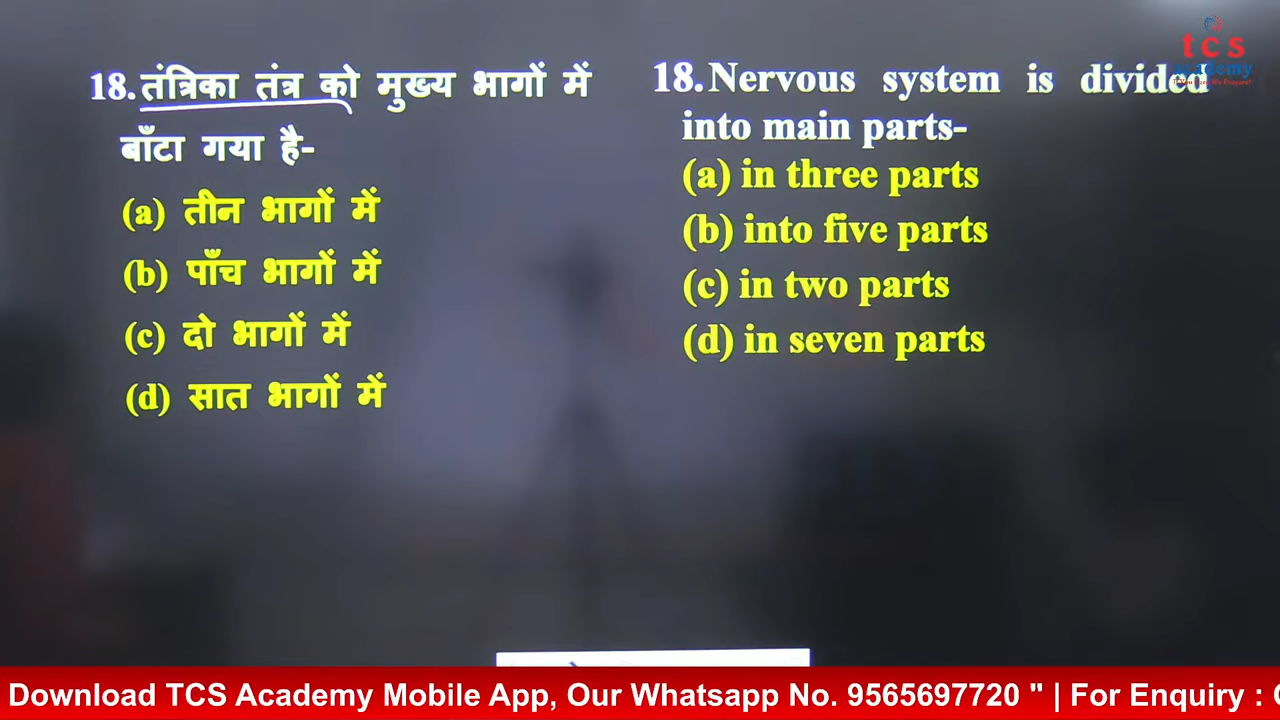 18. तंत्रिका तंत्र को मुख्य भागों में
बाँटा गया है-
(a) तीन भागों में
(b) पाँच भागों में
(c) दो भागों में
(d) सात भागों में
18. Nervous system is divided
into main parts-
(a) in three parts
(b) into five parts
(c) in two parts
(d) in seven parts
tcs
academy
Download TCS Academy Mobile App, Our Whatsapp No. 9565697720 " | For Enquiry :